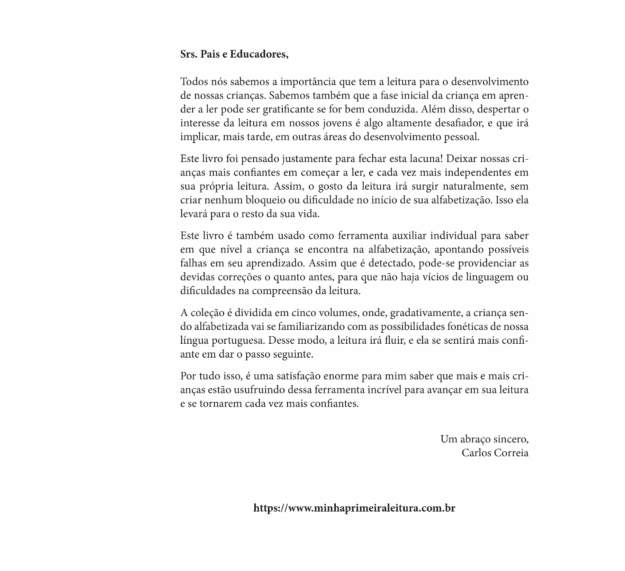 Srs. Pais e Educadores,
Todos nós sabemos a importância que tem a leitura para o desenvolvimento
de nossas crianças. Sabemos também que a fase inicial da criança em apren-
der a ler pode ser gratificante se for bem conduzida. Além disso, despertar o
interesse da leitura em nossos jovens é algo altamente desafiador, e que irá
implicar, mais tarde, em outras áreas do desenvolvimento pessoal.
Este livro foi pensado justamente para fechar esta lacuna! Deixar nossas cri-
anças mais confiantes em começar a ler, e cada vez mais independentes em
sua própria leitura. Assim, o gosto da leitura irá surgir naturalmente, sem
criar nenhum bloqueio ou dificuldade no início de sua alfabetização. Isso ela
levará para o resto da sua vida.
Este livro é também usado como ferramenta auxiliar individual para saber
em que nível a criança se encontra na alfabetização, apontando possíveis
falhas em seu aprendizado. Assim que é detectado, pode-se providenciar as
devidas correções o quanto antes, para que não haja vícios de linguagem ou
dificuldades na compreensão da leitura.
A coleção é dividida em cinco volumes, onde, gradativamente, a criança sen-
do alfabetizada vai se familiarizando com as possibilidades fonéticas de nossa
língua portuguesa. Desse modo, a leitura irá fluir, e ela se sentirá mais confi-
ante em dar o passo seguinte.
Por tudo isso, é uma satisfação enorme para mim saber que mais e mais cri-
anças estão usufruindo dessa ferramenta incrível para avançar em sua leitura
e se tornarem cada vez mais confiantes.
Um abraço sincero,
Carlos Correia
https://www.minhaprimeiraleitura.com.br